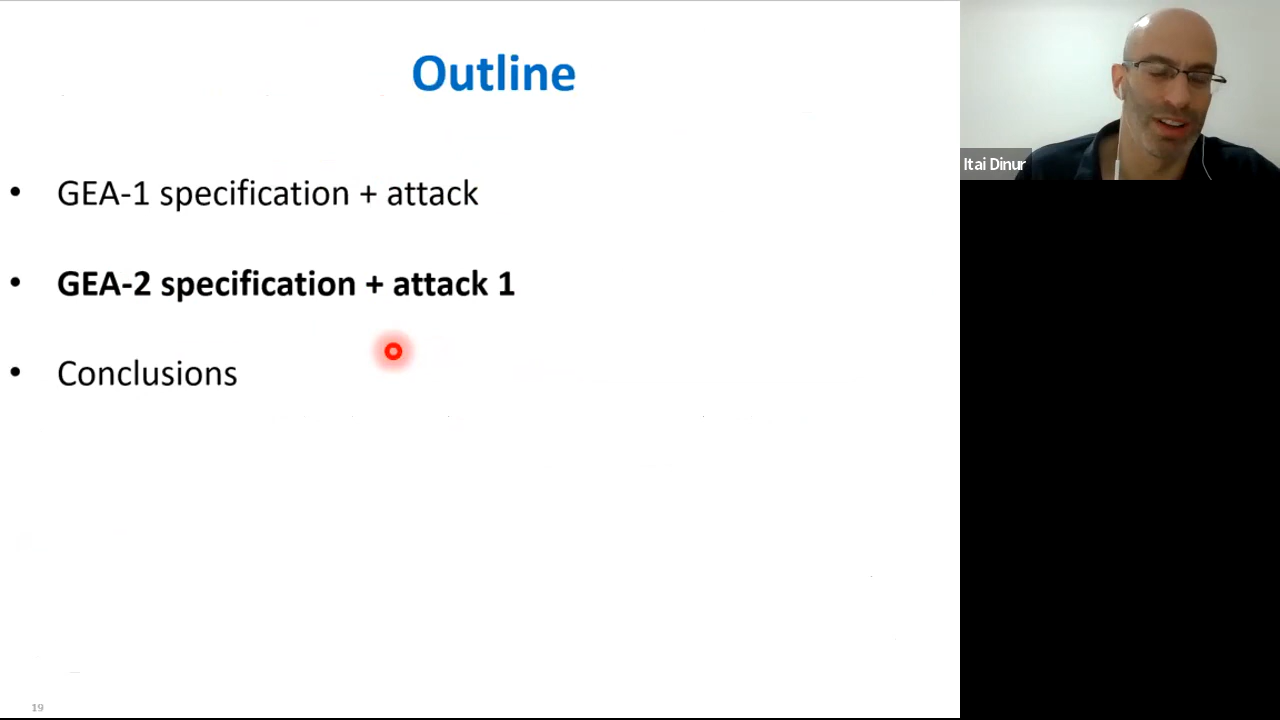 Outline
• GEA-1 specification + attack
• GEA-2 specification + attack 1
• Conclusions
19
Itai Dinur